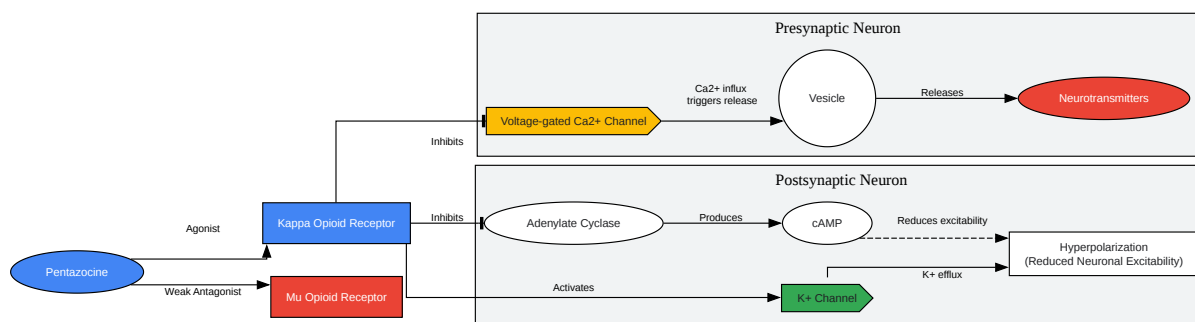 Presynaptic Neuron
Ca2+ influx
triggers release
Vesicle
Releases
Neurotransmitters
Voltage-gated Ca2+ Channel
Inhibits
Postsynaptic Neuron
Kappa Opioid Receptor
Inhibits
Adenylate Cyclase
Produces
cAMP
Reduces excitability
Agonist
Hyperpolarization
(Reduced Neuronal Excitability)
Pentazocine
K+ efflux
Weak Antagonist
Mu Opioid Receptor
Activates
K+ Channel